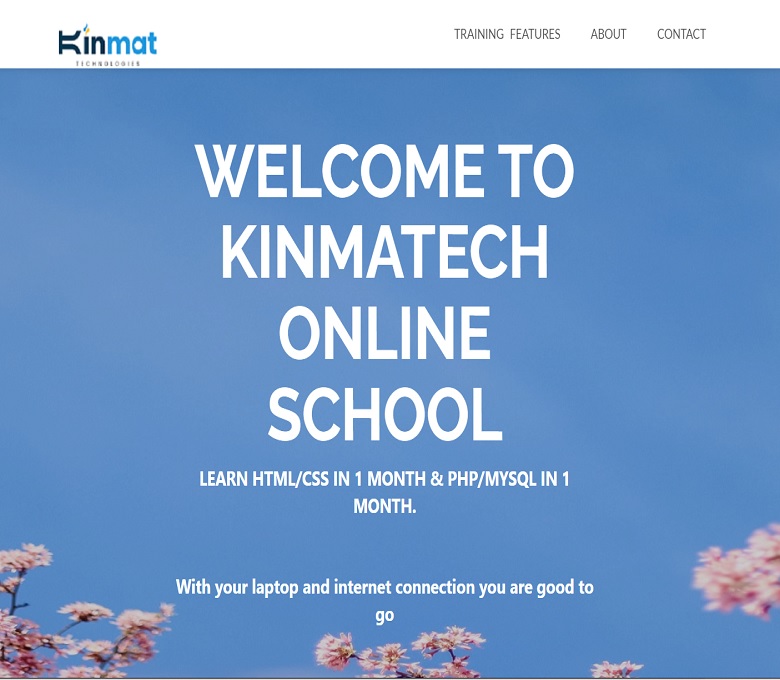 Kinmat
TECHNOLOGIES
TRAINING FEATURES ABOUT CONTACT
WELCOME TO
KINMATECH
ONLINE
SCHOOL
LEARN HTML/CSS IN 1 MONTH & PHP/MYSQL IN 1
MONTH.
With your laptop and internet connection you are good to
go